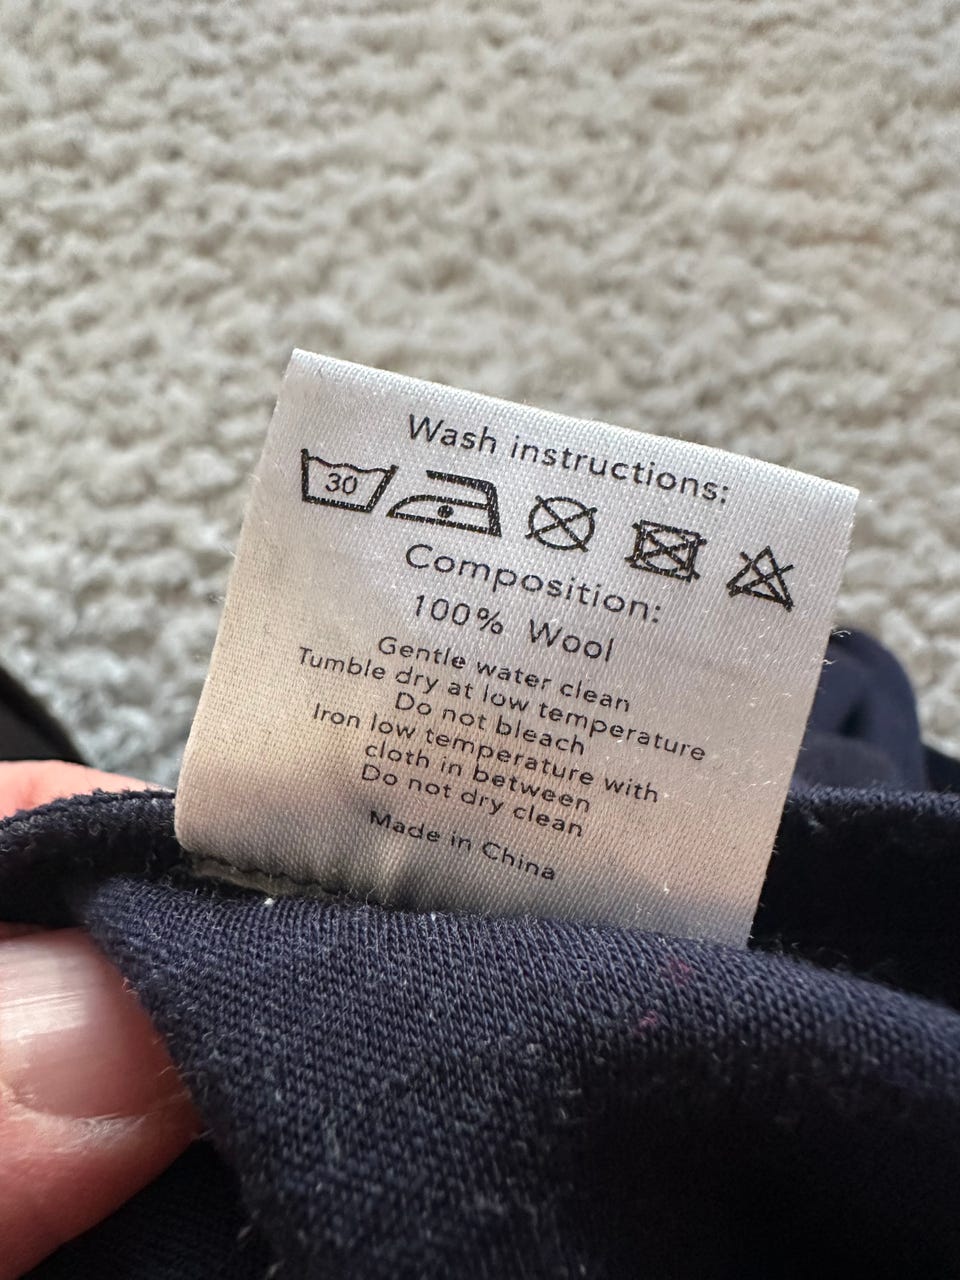 Wash instructions:
30
Composition:
100% Wool
Gentle water clean
Tumble dry at low temperature
Do not bleach
Iron low temperature with
cloth in between
Do not dry clean
Made in China